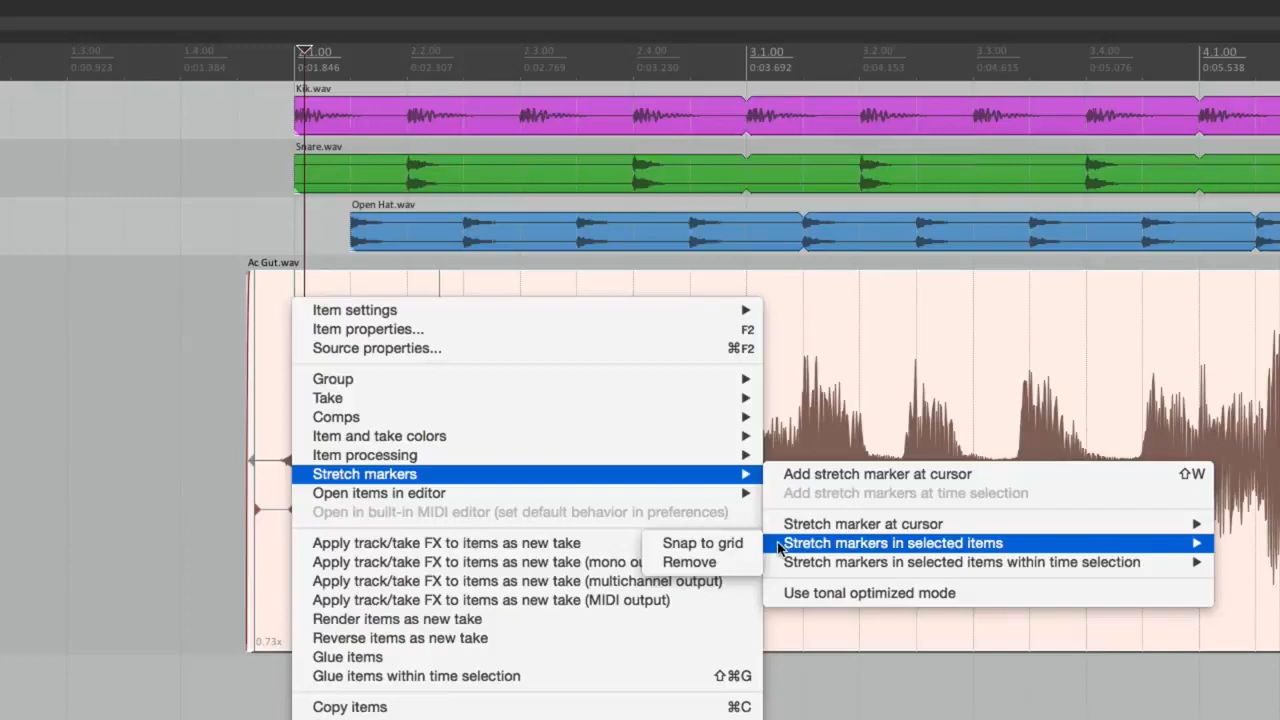 1.3.00 1.4.00 2.1.00 2.2.00 2.3.00 2.4.00 3.1.00 3.2.00 3.3.00 3.4.00 4.1.00
0:00.923 0:01.384 0:01.846 0:02.307 0:02.769 0:03.230 0:03.692 0:04.153 0:04.615 0:05.076 0:05.538
Kik.wav
Snare.wav
Open Hat.wav
Ac Gut.wav
Item settings
Item properties... F2
Source properties... ⌘F2
Group
Take
Comps
Item and take colors
Item processing
Stretch markers
Open items in editor
Open in built-in MIDI editor (set default behavior in preferences)
Apply track/take FX to items as new take
Apply track/take FX to items as new take (mono ou
Apply track/take FX to items as new take (multichannel output)
Apply track/take FX to items as new take (MIDI output)
Render items as new take
Reverse items as new take
Glue items
Glue items within time selection ⇧⌘G
Copy items ⌘C
Add stretch marker at cursor ⇧W
Add stretch markers at time selection
Stretch marker at cursor
Stretch markers in selected items
Stretch markers in selected items within time selection
Use tonal optimized mode
Snap to grid
Remove
0.73x